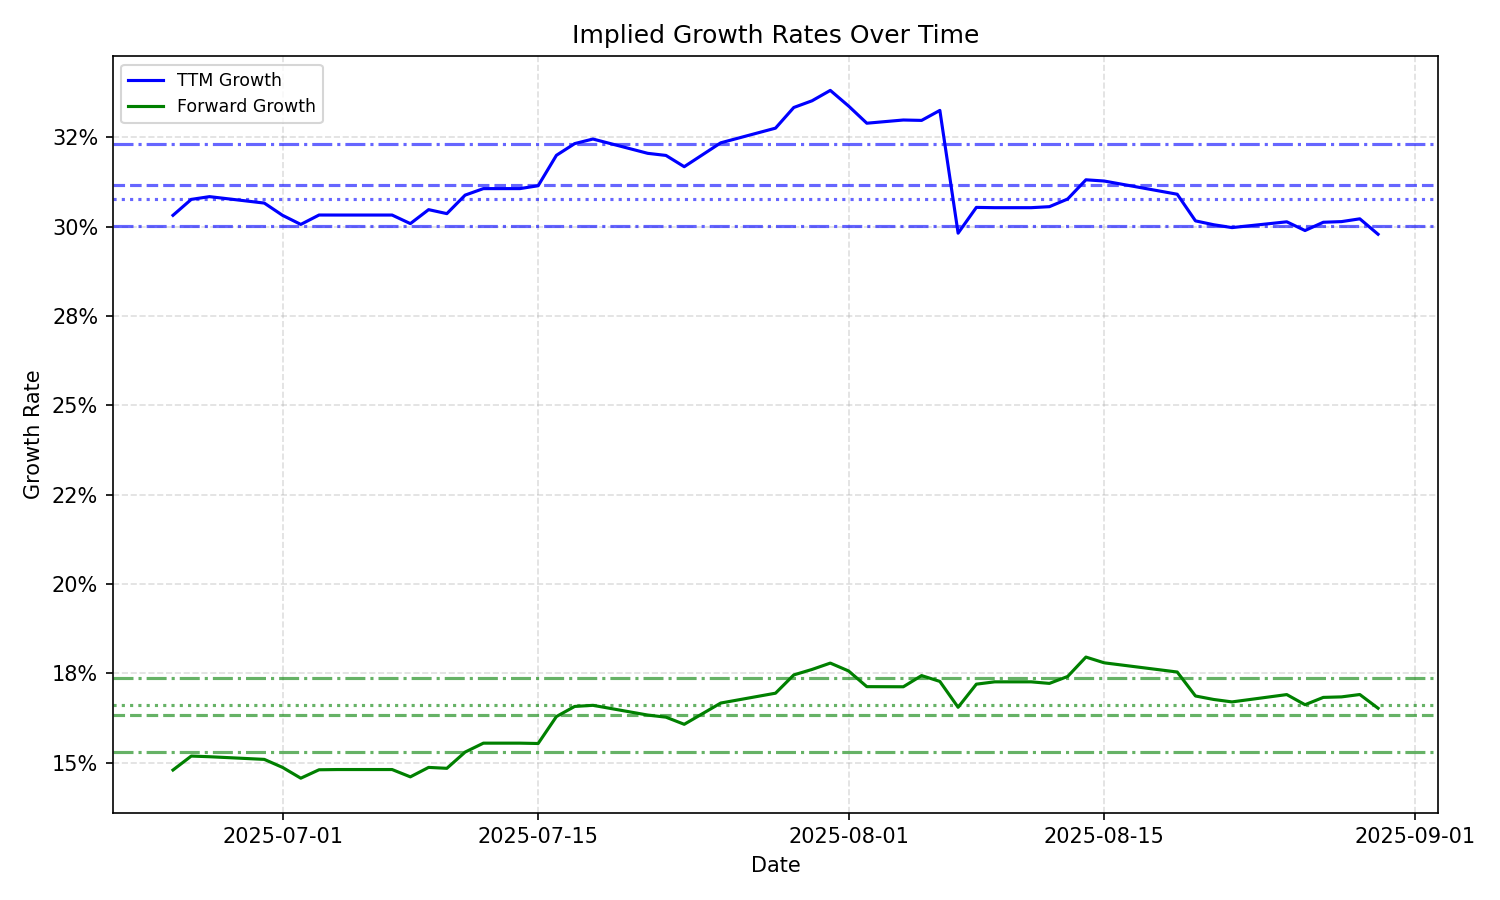 Implied Growth Rates Over Time
TTM Growth
Forward Growth
32%
30%
28%
25%
22%
20%
18%
15%
Growth Rate
2025-07-01
2025-07-15
2025-08-01
2025-08-15
2025-09-01
Date